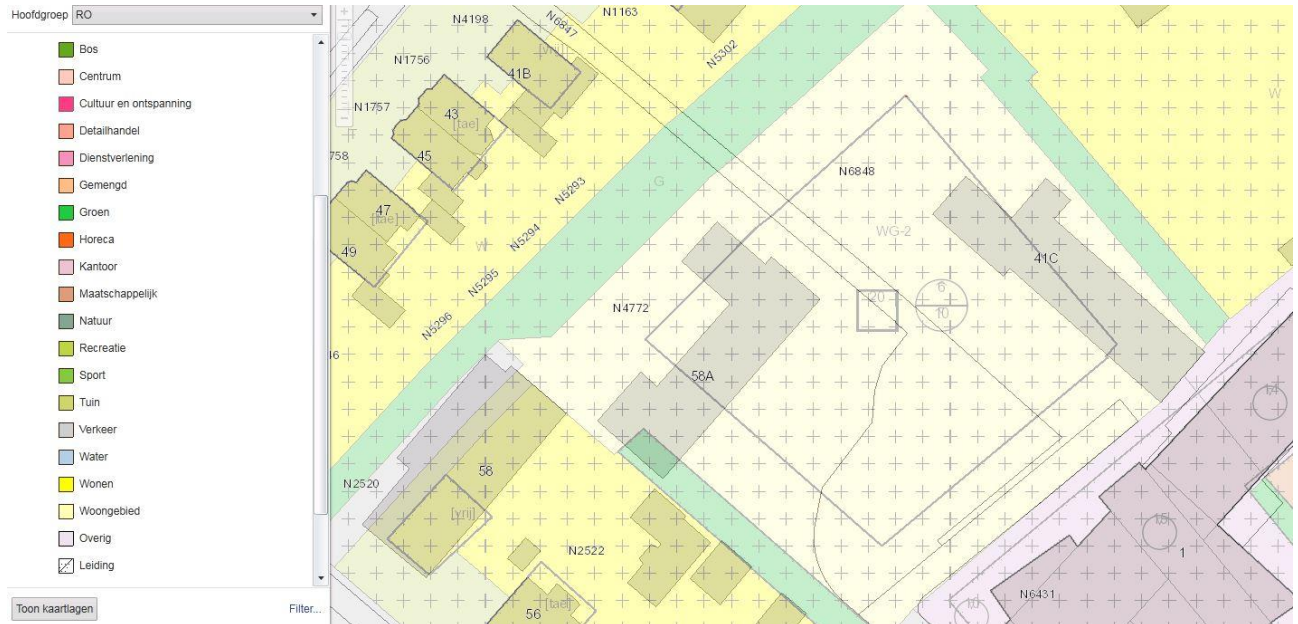 Hoofdgroep RO
Bos
Centrum
Cultuur en ontspanning
Detailhandel
Dienstverlening
Gemengd
Groen
Horeca
Kantoor
Maatschappelijk
Natuur
Recreatie
Sport
Tuin
Verkeer
Water
Wonen
Woongebied
Overig
Leiding
Toon kaartlagen
Filter...
N4198
N6847
N1163
N5302
N1756
41B
[vrij]
W
N1757
43
[tae]
45
T
758
N6848
N5293
G
47
[tae]
49
N5294
W
WG-2
41C
N5295
N4772
20
6
10
N5296
46
58A
14
N2520
58
[vrij]
15
1
N2522
N6431
56
[tae]
10